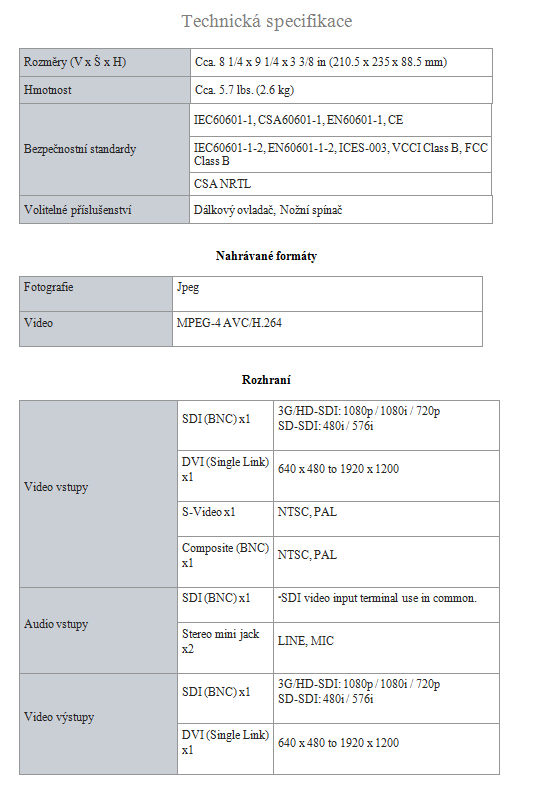 Technická specifikace
Rozměry (V x Š x H)
Cca. 8 1/4 x 9 1/4 x 3 3/8 in (210.5 x 235 x 88.5 mm)
Hmotnost
Cca. 5.7 lbs. (2.6 kg)
Bezpečnostní standardy
IEC60601-1, CSA60601-1, EN60601-1, CE
IEC60601-1-2, EN60601-1-2, ICES-003, VCCI Class B, FCC
Class B
CSA NRTL
Volitelné příslušenství
Dálkový ovladač, Nožní spínač
Nahrávané formáty
Fotografie
Jpeg
Video
MPEG-4 AVC/H.264
Rozhraní
Video vstupy
SDI (BNC) x1
3G/HD-SDI: 1080p / 1080i / 720p
SD-SDI: 480i / 576i
DVI (Single Link)
x1
640 x 480 to 1920 x 1200
S-Video x1
NTSC, PAL
Composite (BNC)
x1
NTSC, PAL
Audio vstupy
SDI (BNC) x1
*SDI video input terminal use in common.
Stereo mini jack
x2
LINE, MIC
Video výstupy
SDI (BNC) x1
3G/HD-SDI: 1080p / 1080i / 720p
SD-SDI: 480i / 576i
DVI (Single Link)
x1
640 x 480 to 1920 x 1200